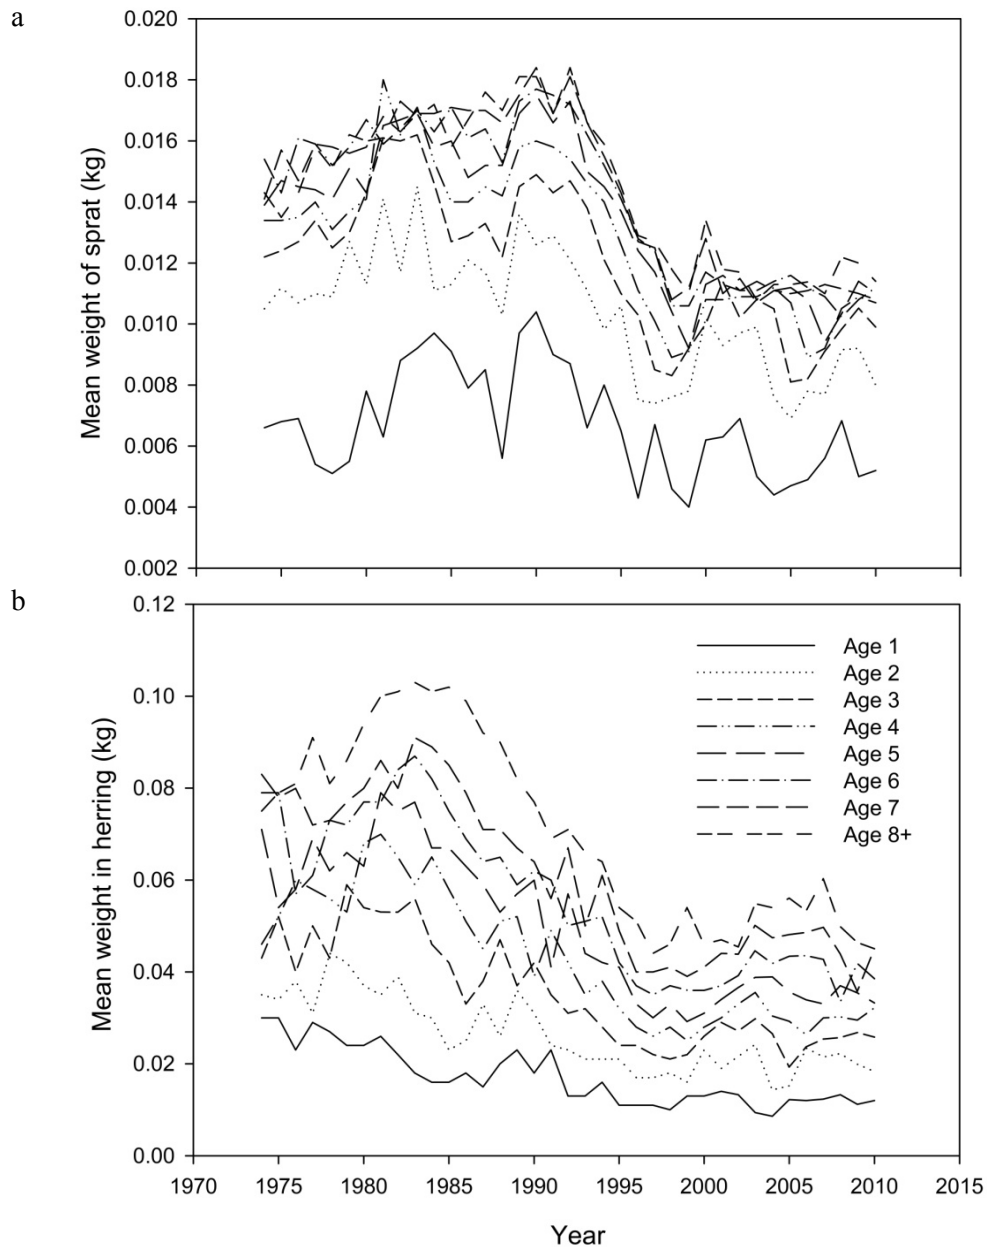 a
0.020
0.018
0.016
0.014
0.012
0.010
0.008
0.006
0.004
0.002
Mean weight of sprat (kg)
b
0.12
0.10
0.08
0.06
0.04
0.02
0.00
Mean weight in herring (kg)
Age 1
Age 2
Age 3
Age 4
Age 5
Age 6
Age 7
Age 8+
1970 1975 1980 1985 1990 1995 2000 2005 2010 2015
Year